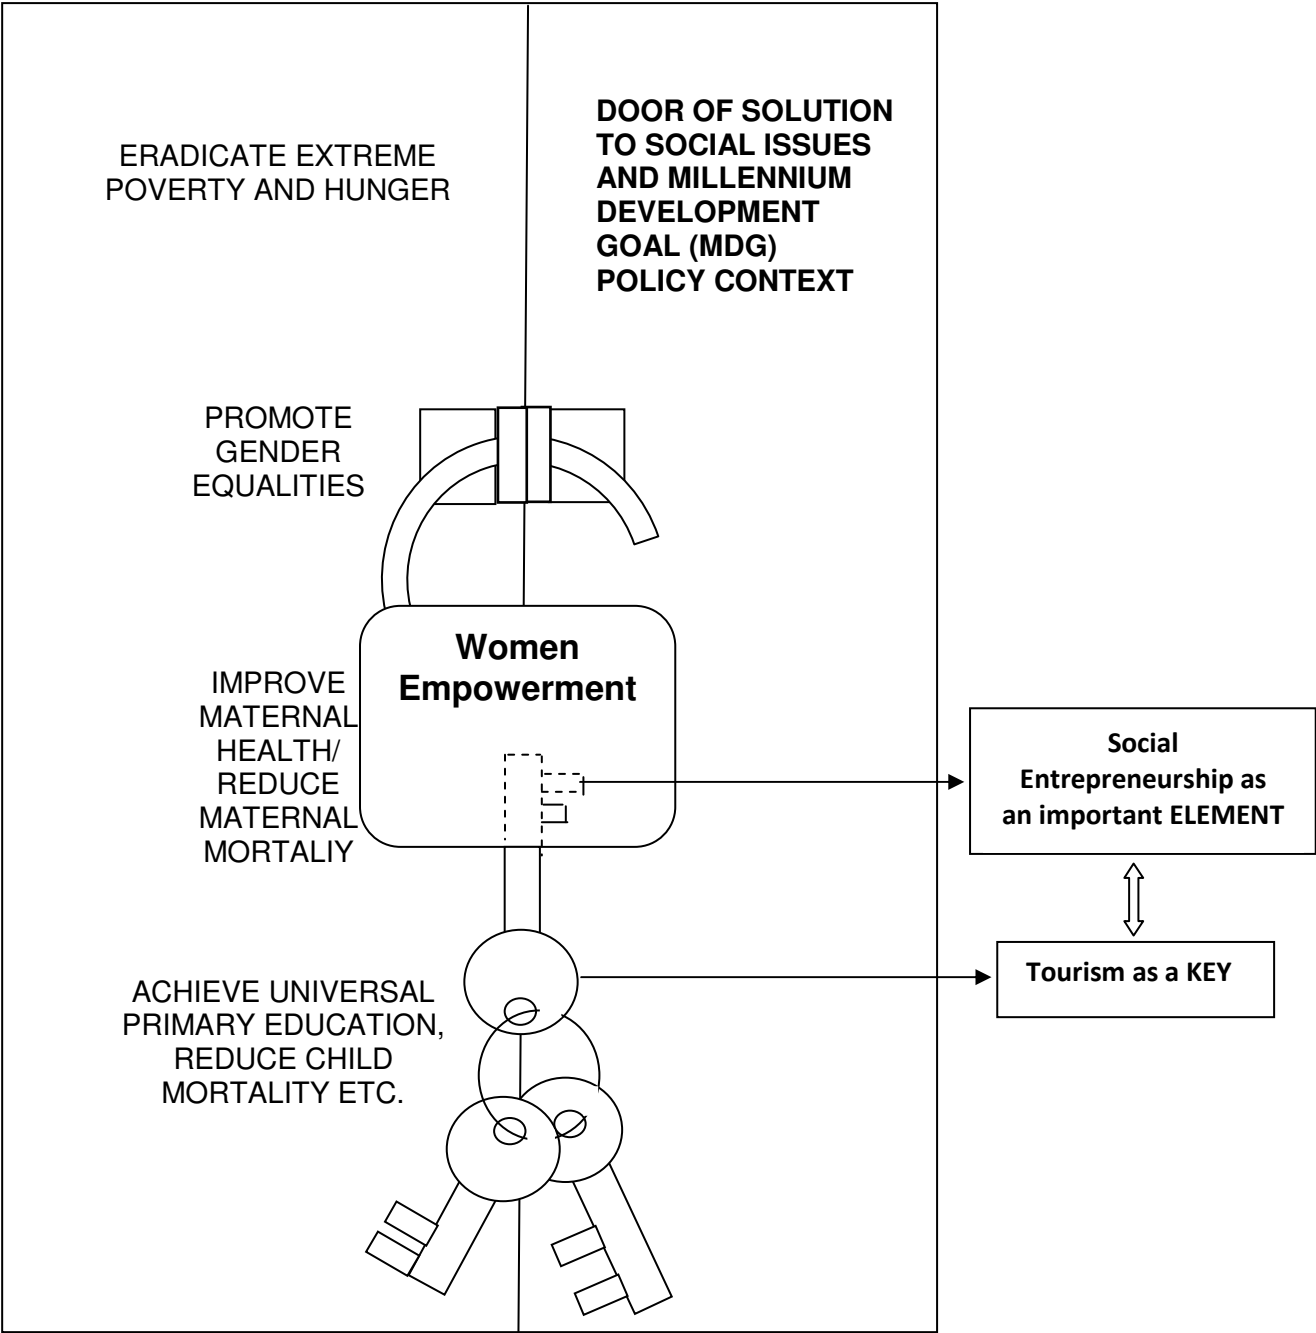 ERADICATE EXTREME
POVERTY AND HUNGER
DOOR OF SOLUTION
TO SOCIAL ISSUES
AND MILLENNIUM
DEVELOPMENT
GOAL (MDG)
POLICY CONTEXT
PROMOTE
GENDER
EQUALITIES
Women
Empowerment
IMPROVE
MATERNAL
HEALTH/
REDUCE
MATERNAL
MORTALIY
Social
Entrepreneurship as
an important ELEMENT
Tourism as a KEY
ACHIEVE UNIVERSAL
PRIMARY EDUCATION,
REDUCE CHILD
MORTALITY ETC.